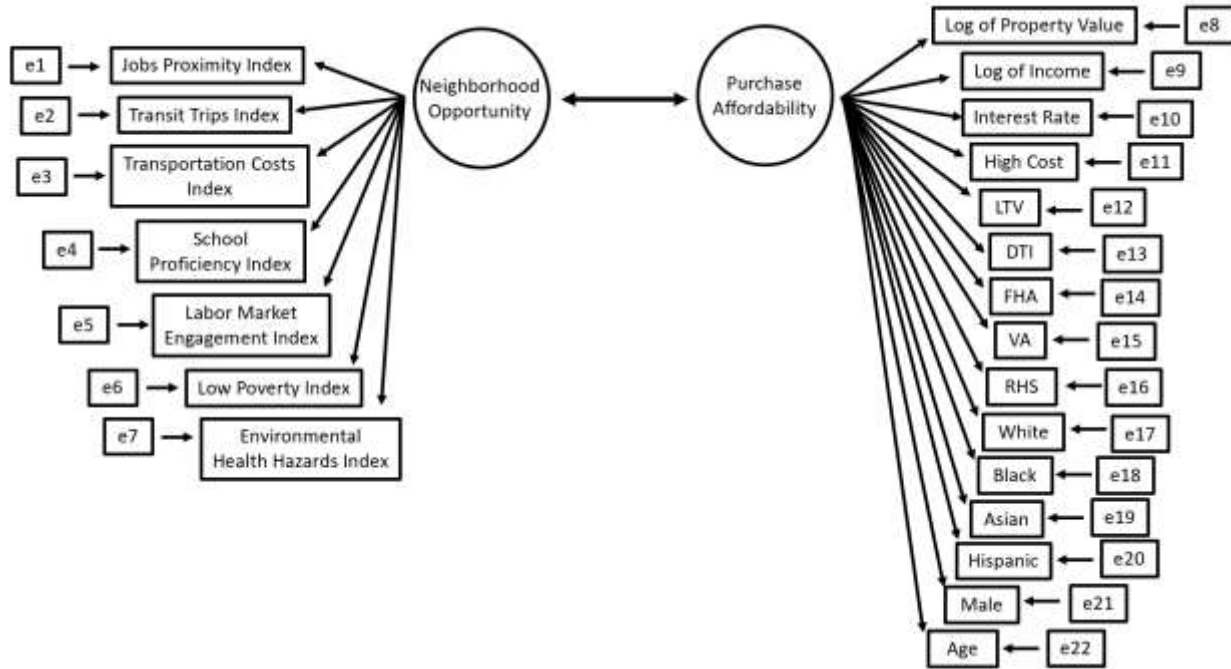 e1
Jobs Proximity Index
e2
Transit Trips Index
e3
Transportation Costs
Index
e4
School
Proficiency Index
e5
Labor Market
Engagement Index
e6
Low Poverty Index
e7
Environmental
Health Hazards Index
Neighborhood
Opportunity
Purchase
Affordability
Log of Property Value
e8
Log of Income
e9
Interest Rate
e10
High Cost
e11
LTV
e12
DTI
e13
FHA
e14
VA
e15
RHS
e16
White
e17
Black
e18
Asian
e19
Hispanic
e20
Male
e21
Age
e22